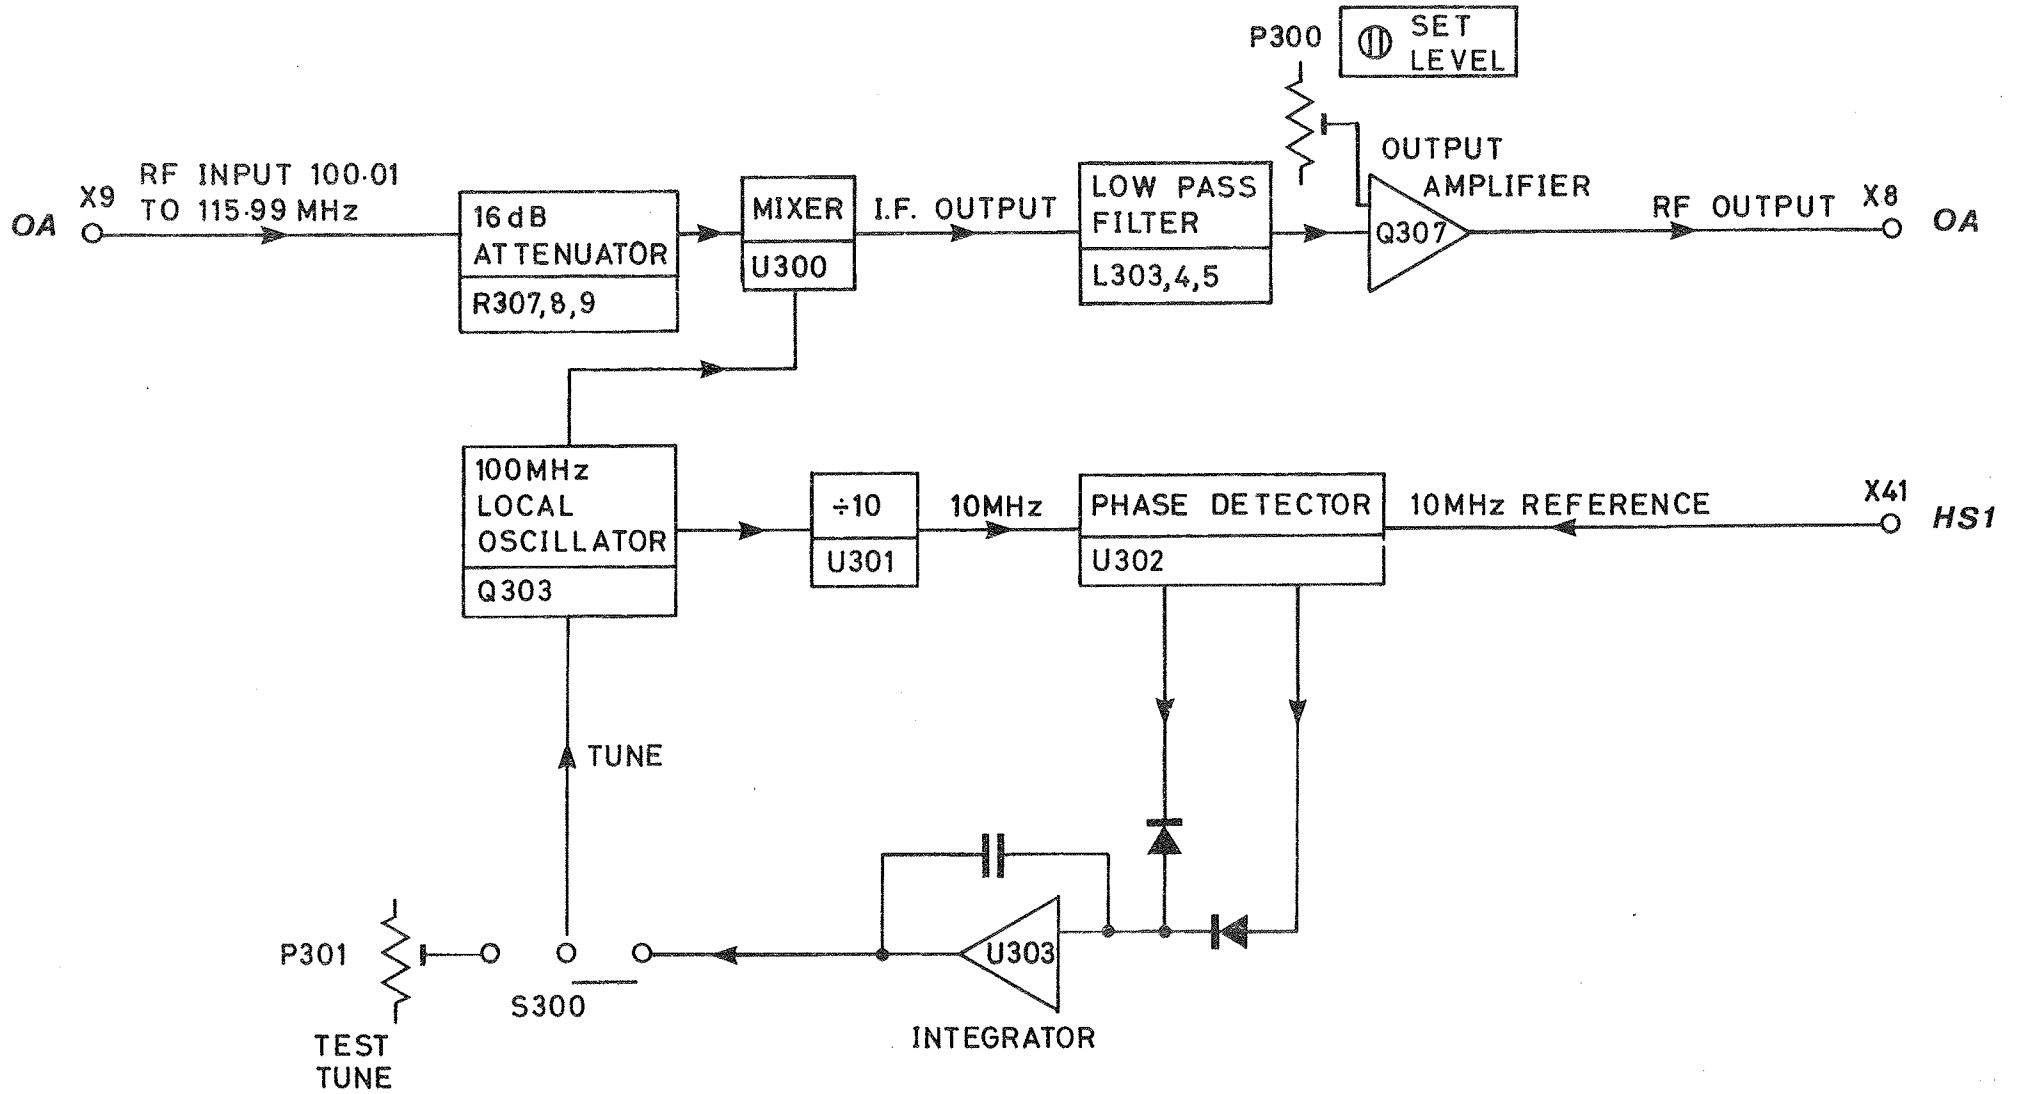 P300
⑪ SET
LEVEL
OA
X9
RF INPUT 100·01
TO 115·99 MHz
16dB
ATTENUATOR
R307,8,9
MIXER
U300
I.F. OUTPUT
LOW PASS
FILTER
L303,4,5
OUTPUT
AMPLIFIER
Q307
RF OUTPUT
X8
OA
100MHz
LOCAL
OSCILLATOR
Q303
÷10
U301
10MHz
PHASE DETECTOR
U302
10MHz REFERENCE
X41
HS1
TUNE
P301
TEST
TUNE
S300
U303
INTEGRATOR